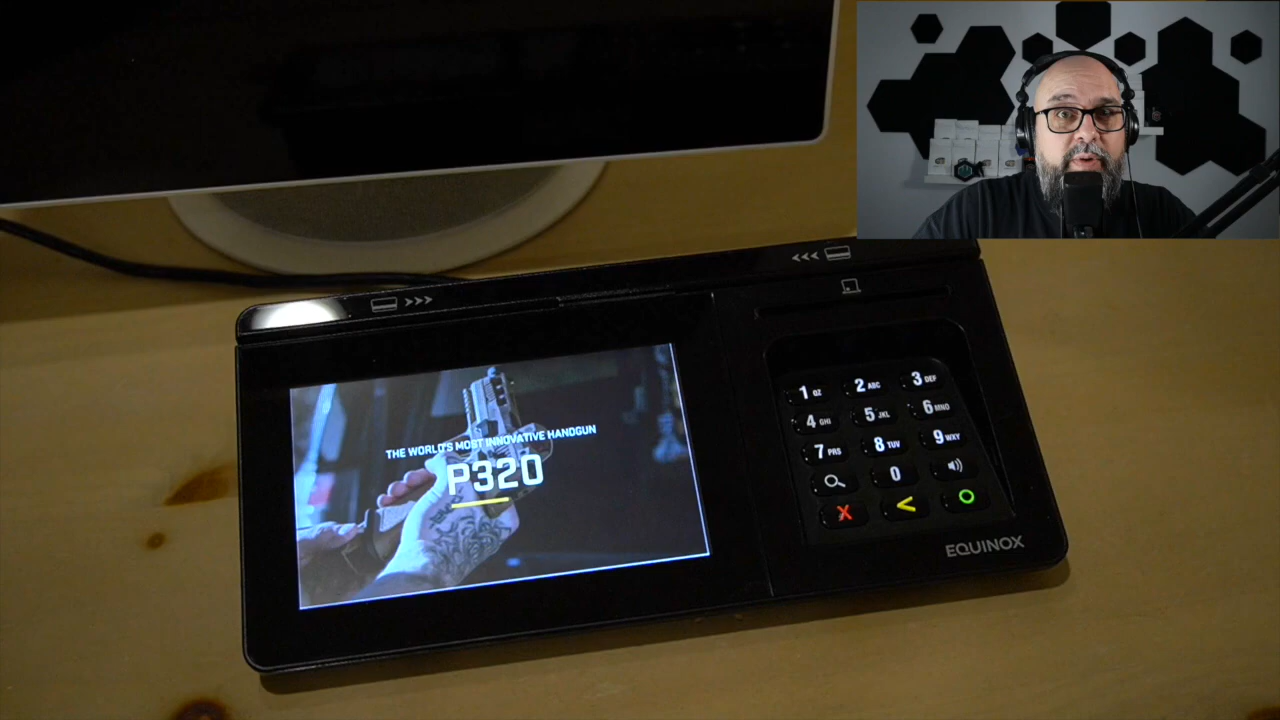 THE WORLD'S MOST INNOVATIVE HANDGUN
P320
1 QZ
2 ABC
3 DEF
4 GHI
5 JKL
6 MNO
7 PRS
8 TUV
9 WXY
0
X
<
O
EQUINOX